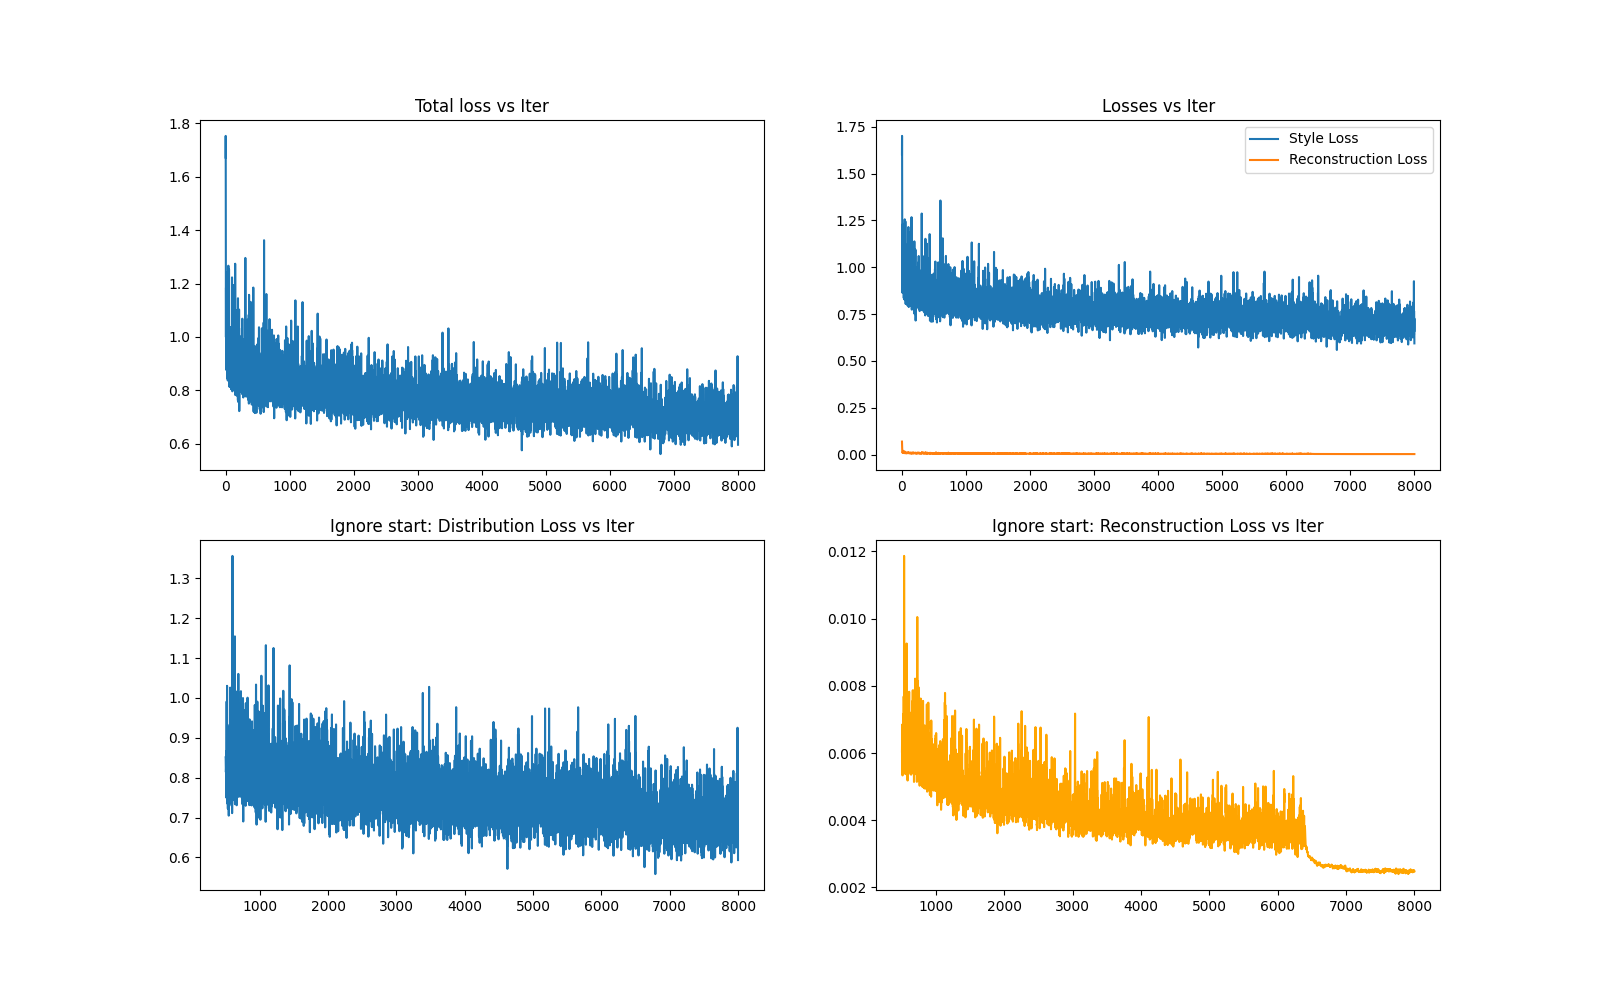 Total loss vs Iter
1.8
1.6
1.4
1.2
1.0
0.8
0.6
0 1000 2000 3000 4000 5000 6000 7000 8000
Losses vs Iter
1.75
1.50
1.25
1.00
0.75
0.50
0.25
0.00
Style Loss
Reconstruction Loss
0 1000 2000 3000 4000 5000 6000 7000 8000
Ignore start: Distribution Loss vs Iter
1.3
1.2
1.1
1.0
0.9
0.8
0.7
0.6
1000 2000 3000 4000 5000 6000 7000 8000
Ignore start: Reconstruction Loss vs Iter
0.012
0.010
0.008
0.006
0.004
0.002
1000 2000 3000 4000 5000 6000 7000 8000